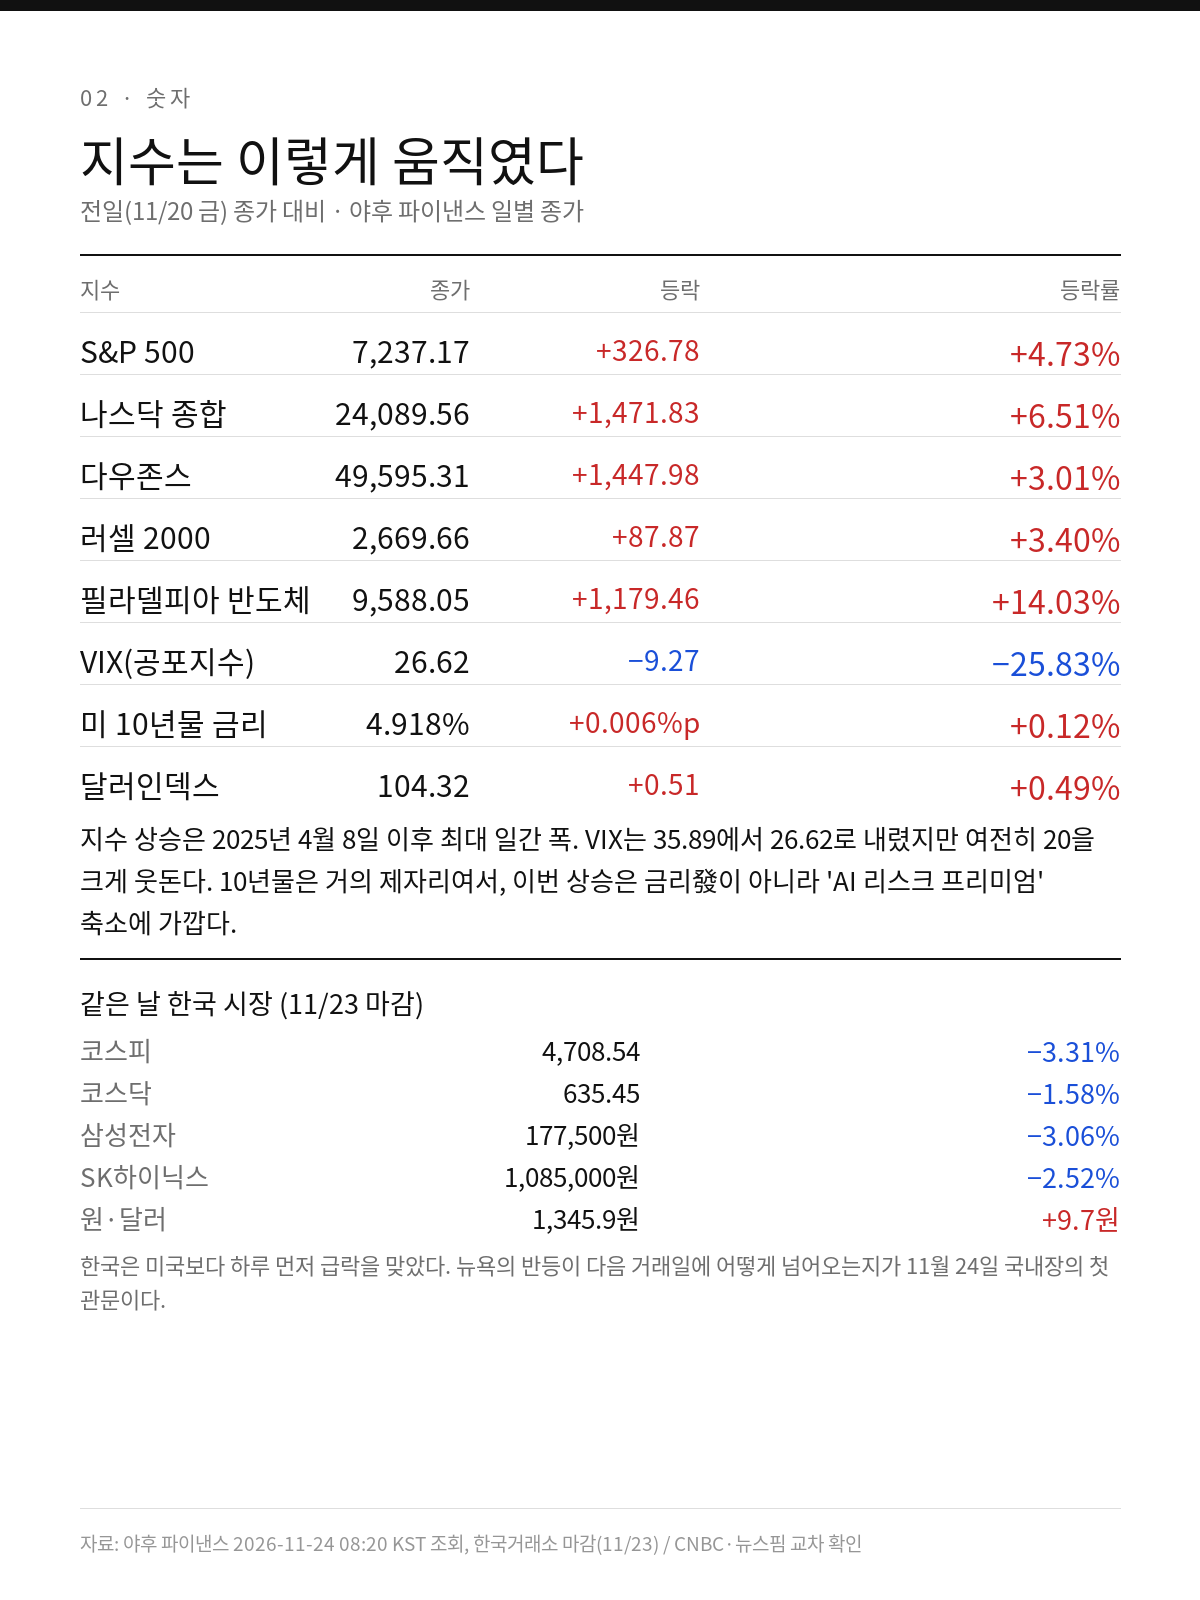 02 · 숫자
지수는 이렇게 움직였다
전일(11/20 금) 종가 대비 · 야후 파이낸스 일별 종가
지수 종가 등락 등락률
S&P 500 7,237.17 +326.78 +4.73%
나스닥 종합 24,089.56 +1,471.83 +6.51%
다우존스 49,595.31 +1,447.98 +3.01%
러셀 2000 2,669.66 +87.87 +3.40%
필라델피아 반도체 9,588.05 +1,179.46 +14.03%
VIX(공포지수) 26.62 −9.27 −25.83%
미 10년물 금리 4.918% +0.006%p +0.12%
달러인덱스 104.32 +0.51 +0.49%
지수 상승은 2025년 4월 8일 이후 최대 일간 폭. VIX는 35.89에서 26.62로 내렸지만 여전히 20을
크게 웃돈다. 10년물은 거의 제자리여서, 이번 상승은 금리發이 아니라 'AI 리스크 프리미엄'
축소에 가깝다.
같은 날 한국 시장 (11/23 마감)
코스피 4,708.54 −3.31%
코스닥 635.45 −1.58%
삼성전자 177,500원 −3.06%
SK하이닉스 1,085,000원 −2.52%
원·달러 1,345.9원 +9.7원
한국은 미국보다 하루 먼저 급락을 맞았다. 뉴욕의 반등이 다음 거래일에 어떻게 넘어오는지가 11월 24일 국내장의 첫
관문이다.
자료: 야후 파이낸스 2026-11-24 08:20 KST 조회, 한국거래소 마감(11/23) / CNBC·뉴스핌 교차 확인